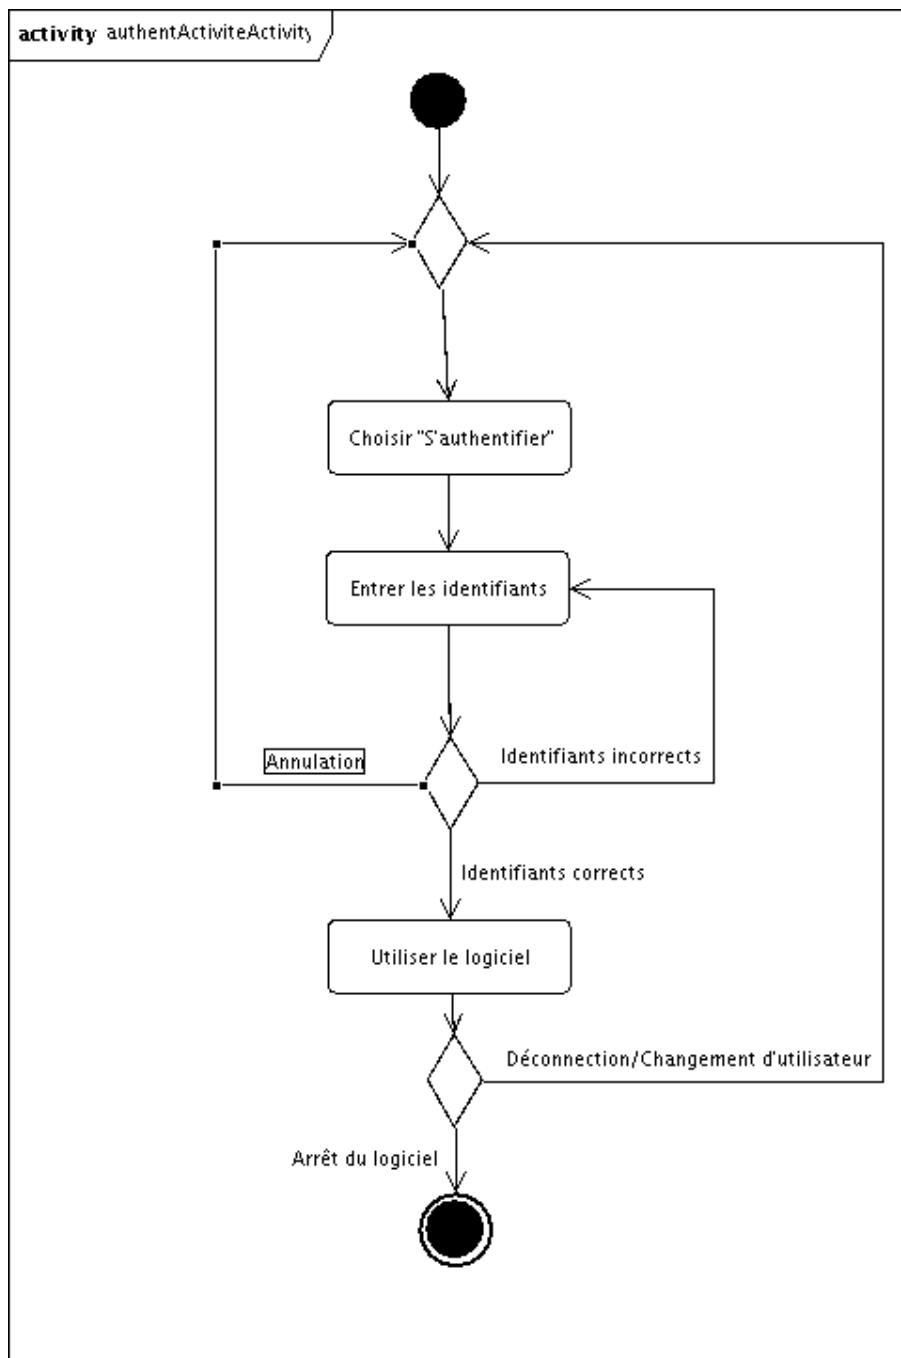 activity authentActiviteActivity
Choisir "S'authentifier"
Entrer les identifiants
Identifiants incorrects
Annulation
Identifiants corrects
Utiliser le logiciel
Déconnection/Changement d'utilisateur
Arrêt du logiciel